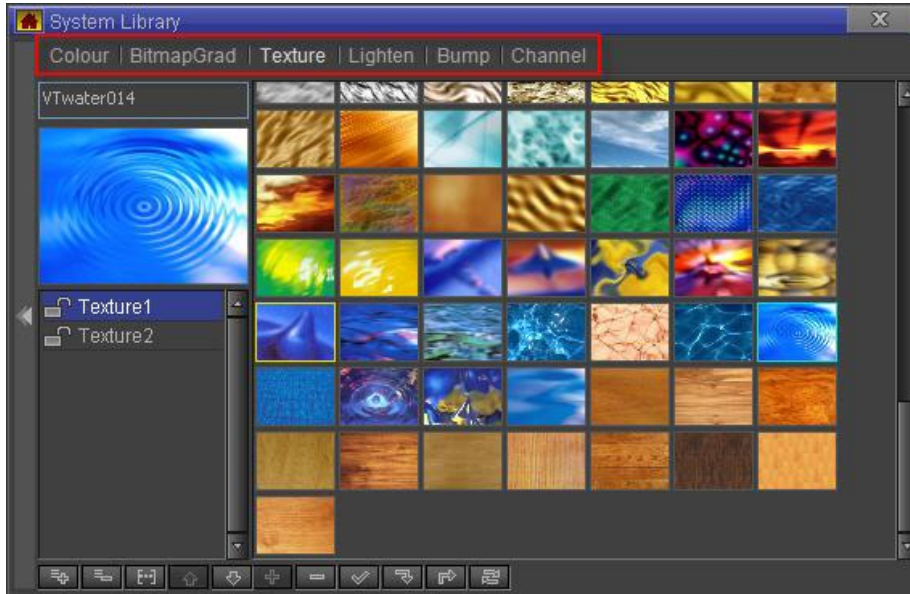 System Library
Colour | BitmapGrad | Texture | Lighten | Bump | Channel
VTwater014
Texture1
Texture2